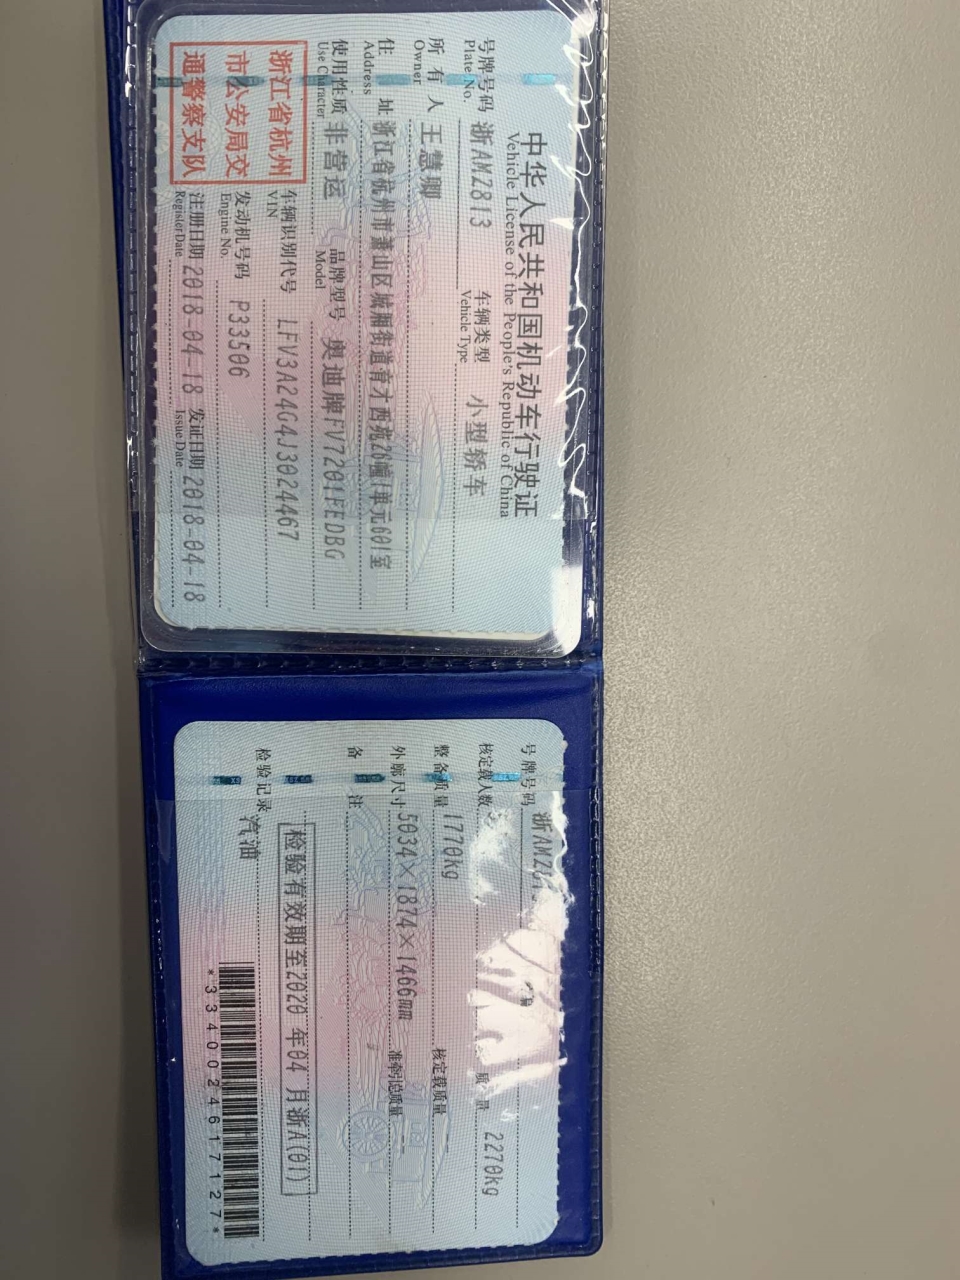 中华人民共和国机动车行驶证
Vehicle License of the People's Republic of China
号牌号码 浙AMZ813 车辆类型 小型轿车
Plate No. Vehicle Type
所有人 王慧卿
Owner
住址 浙江省杭州市萧山区城厢街道育才西苑26幢1单元601室
Address
使用性质 非营运 品牌型号 奥迪牌FV7201FEDBG
Use Character Model
浙江省杭州
市公安局交
通警察支队
车辆识别代号 LFV3A24G4J3024467
VIN
发动机号码 P33506
Engine No.
注册日期 2018-04-18 发证日期 2018-04-18
Register Date Issue Date
号牌号码 浙AMZ
核定载人数 质量 2270kg
整备质量 1770kg 核定载质量
外廓尺寸 5034×1874×1466mm 准牵引总质量
备注
检验有效期至2020年04月浙A(01)
检验记录 汽油
*3340024617127*